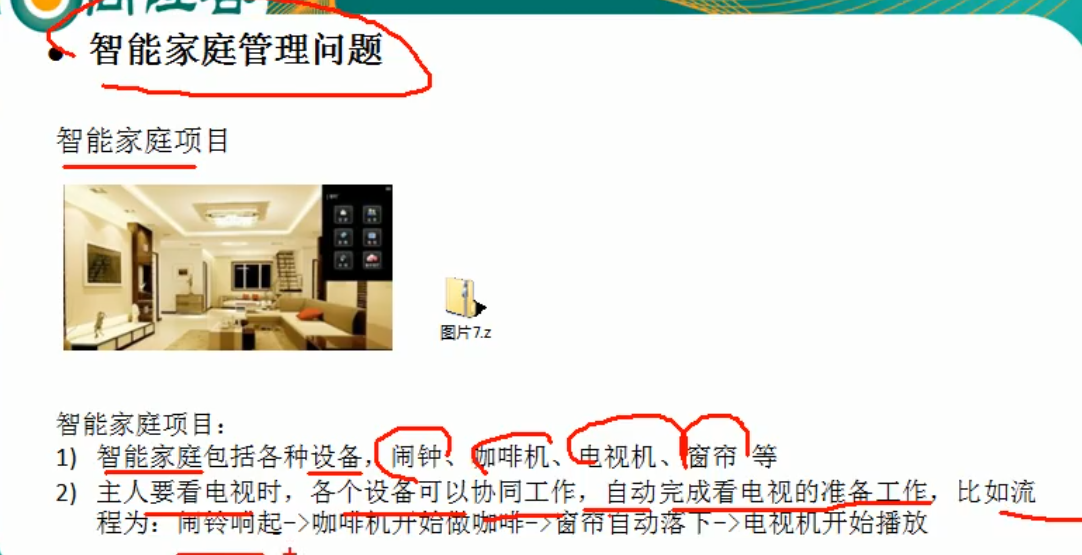 智能家庭管理问题
智能家庭项目
图片7.z
智能家庭项目：
1) 智能家庭包括各种设备，闹钟、咖啡机、电视机、窗帘 等
2) 主人要看电视时，各个设备可以协同工作，自动完成看电视的准备工作，比如流
程为：闹铃响起->咖啡机开始做咖啡->窗帘自动落下->电视机开始播放